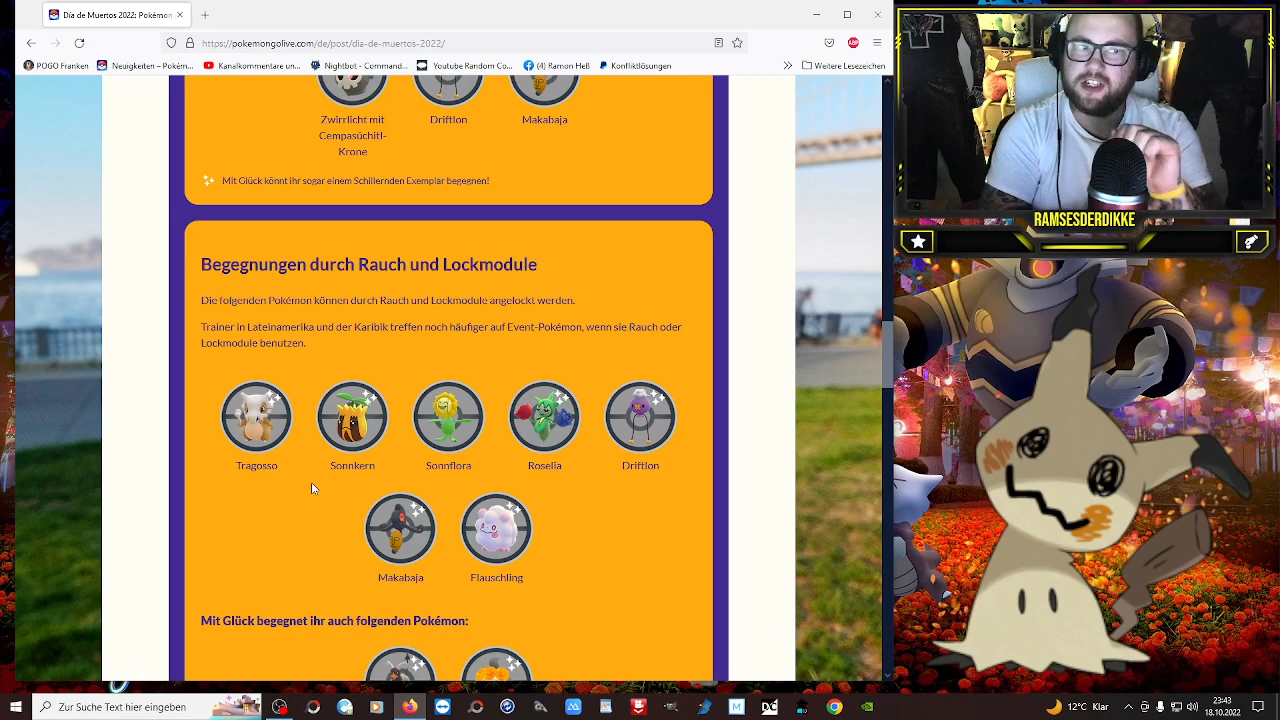 Día de Muertos 2022: Pokémon
https://pokemongolive.com/de/post/dia-de-muertos-2022/
POGO Franken
Neuigkeiten – Pokém...
Kanalkommentare...
Nightbot - Comman...
Youtube Random Co...
(4) Ramon Heß
Konfliktlösungen
Weitere Lesezeichen
ABP
Zwirrlicht mit
Cempasúchitl-
Krone
Driftlon
Makabaja
Mit Glück könnt ihr sogar einem Schillernden Exemplar begegnen!
Begegnungen durch Rauch und Lockmodule
Die folgenden Pokémon können durch Rauch und Lockmodule angelockt werden.
Trainer in Lateinamerika und der Karibik treffen noch häufiger auf Event-Pokémon, wenn sie Rauch oder
Lockmodule benutzen.
Tragosso
Sonnkern
Sonnflora
Roselia
Driftlon
Makabaja
Flauschling
Mit Glück begegnet ihr auch folgenden Pokémon:
RAMSESDERDIKKE
Zur Suche Text hier eingeben
23:43
18.10.2022